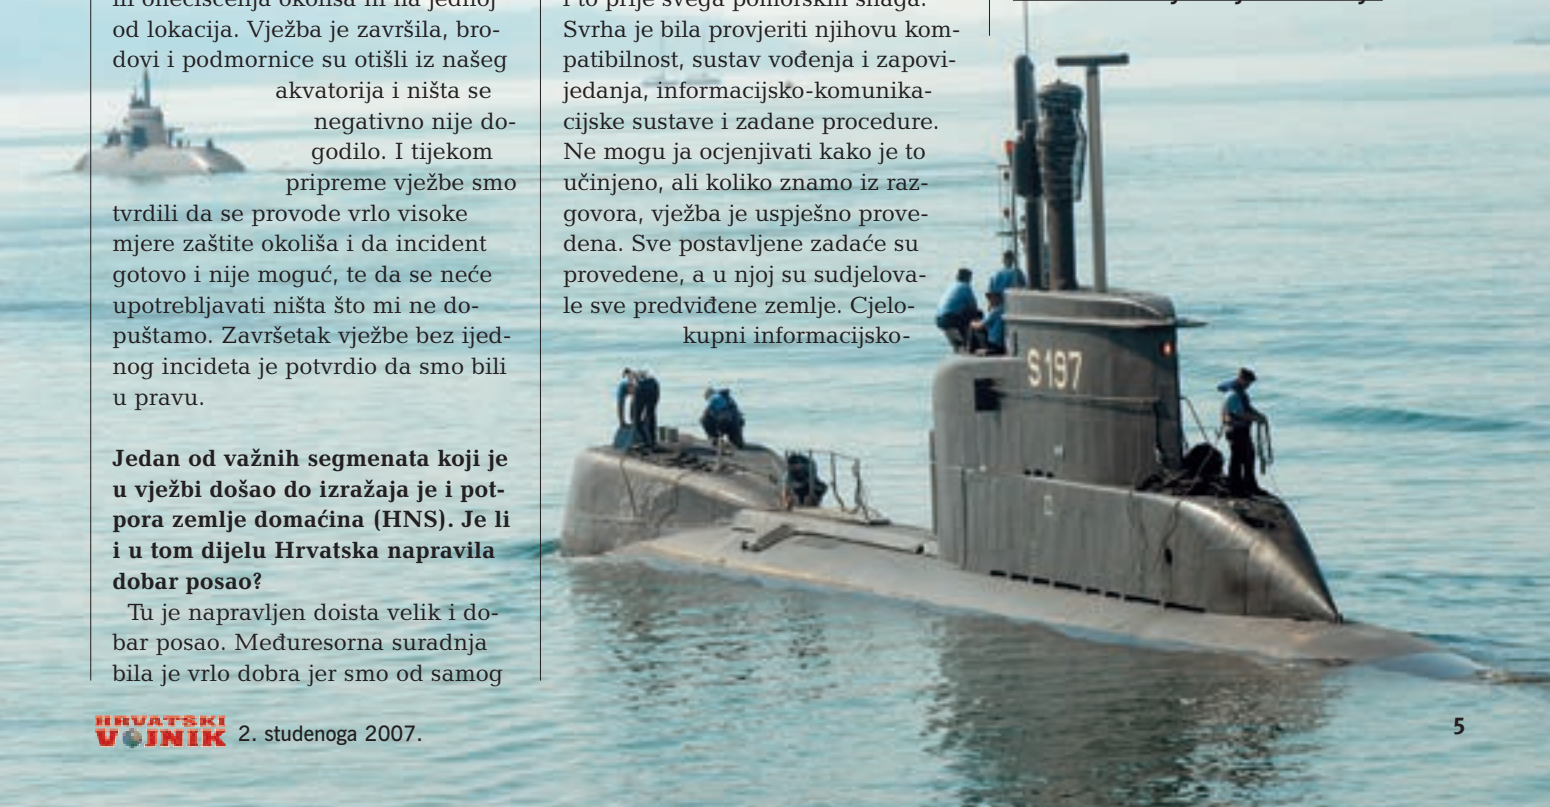 od lokacija. Vježba je završila, bro-
dovi i podmornice su otišli iz našeg
akvatorija i ništa se
negativno nije do-
godilo. I tijekom
pripreme vježbe smo
tvrdili da se provode vrlo visoke
mjere zaštite okoliša i da incident
gotovo i nije moguć, te da se neće
upotrebljavati ništa što mi ne do-
puštamo. Završetak vježbe bez ijed-
nog incideta je potvrdio da smo bili
u pravu.
Jedan od važnih segmenata koji je
u vježbi došao do izražaja je i pot-
pora zemlje domaćina (HNS). Je li
i u tom dijelu Hrvatska napravila
dobar posao?
Tu je napravljen doista velik i do-
bar posao. Međuresorna suradnja
bila je vrlo dobra jer smo od samog
Svrha je bila provjeriti njihovu kom-
patibilnost, sustav vođenja i zapovi-
jedanja, informacijsko-komunika-
cijske sustave i zadane procedure.
Ne mogu ja ocjenjivati kako je to
učinjeno, ali koliko znamo iz raz-
govora, vježba je uspješno prove-
dena. Sve postavljene zadaće su
provedene, a u njoj su sudjelova-
le sve predviđene zemlje. Cjelo-
kupni informacijsko-
S197
HRVATSKI
VOJNIK 2. studenoga 2007.
5